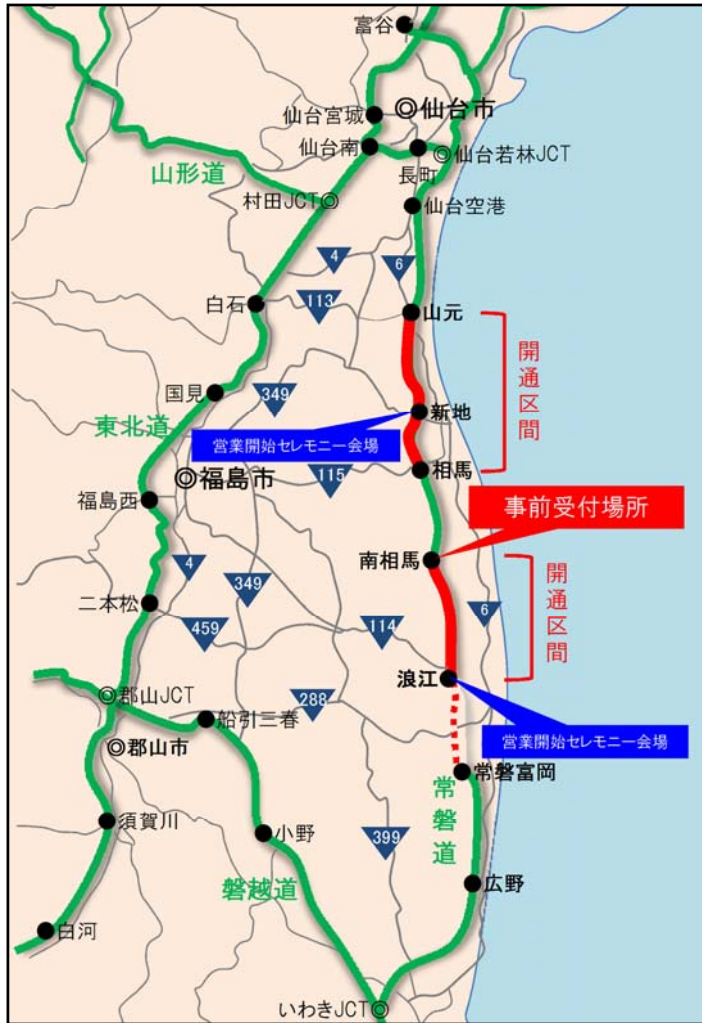 富谷
仙台宮城
◎仙台市
仙台南
◎仙台若林JCT
長町
山形道
村田JCT◎
仙台空港
4
6
白石
113
山元
開通区間
国見
349
新地
東北道
営業開始セレモニー会場
相馬
◎福島市
115
福島西
事前受付場所
南相馬
4
349
開通区間
二本松
6
459
114
浪江
◎郡山JCT
288
船引三春
◎郡山市
営業開始セレモニー会場
常磐富岡
常磐道
須賀川
小野
399
磐越道
広野
白河
いわきJCT◎